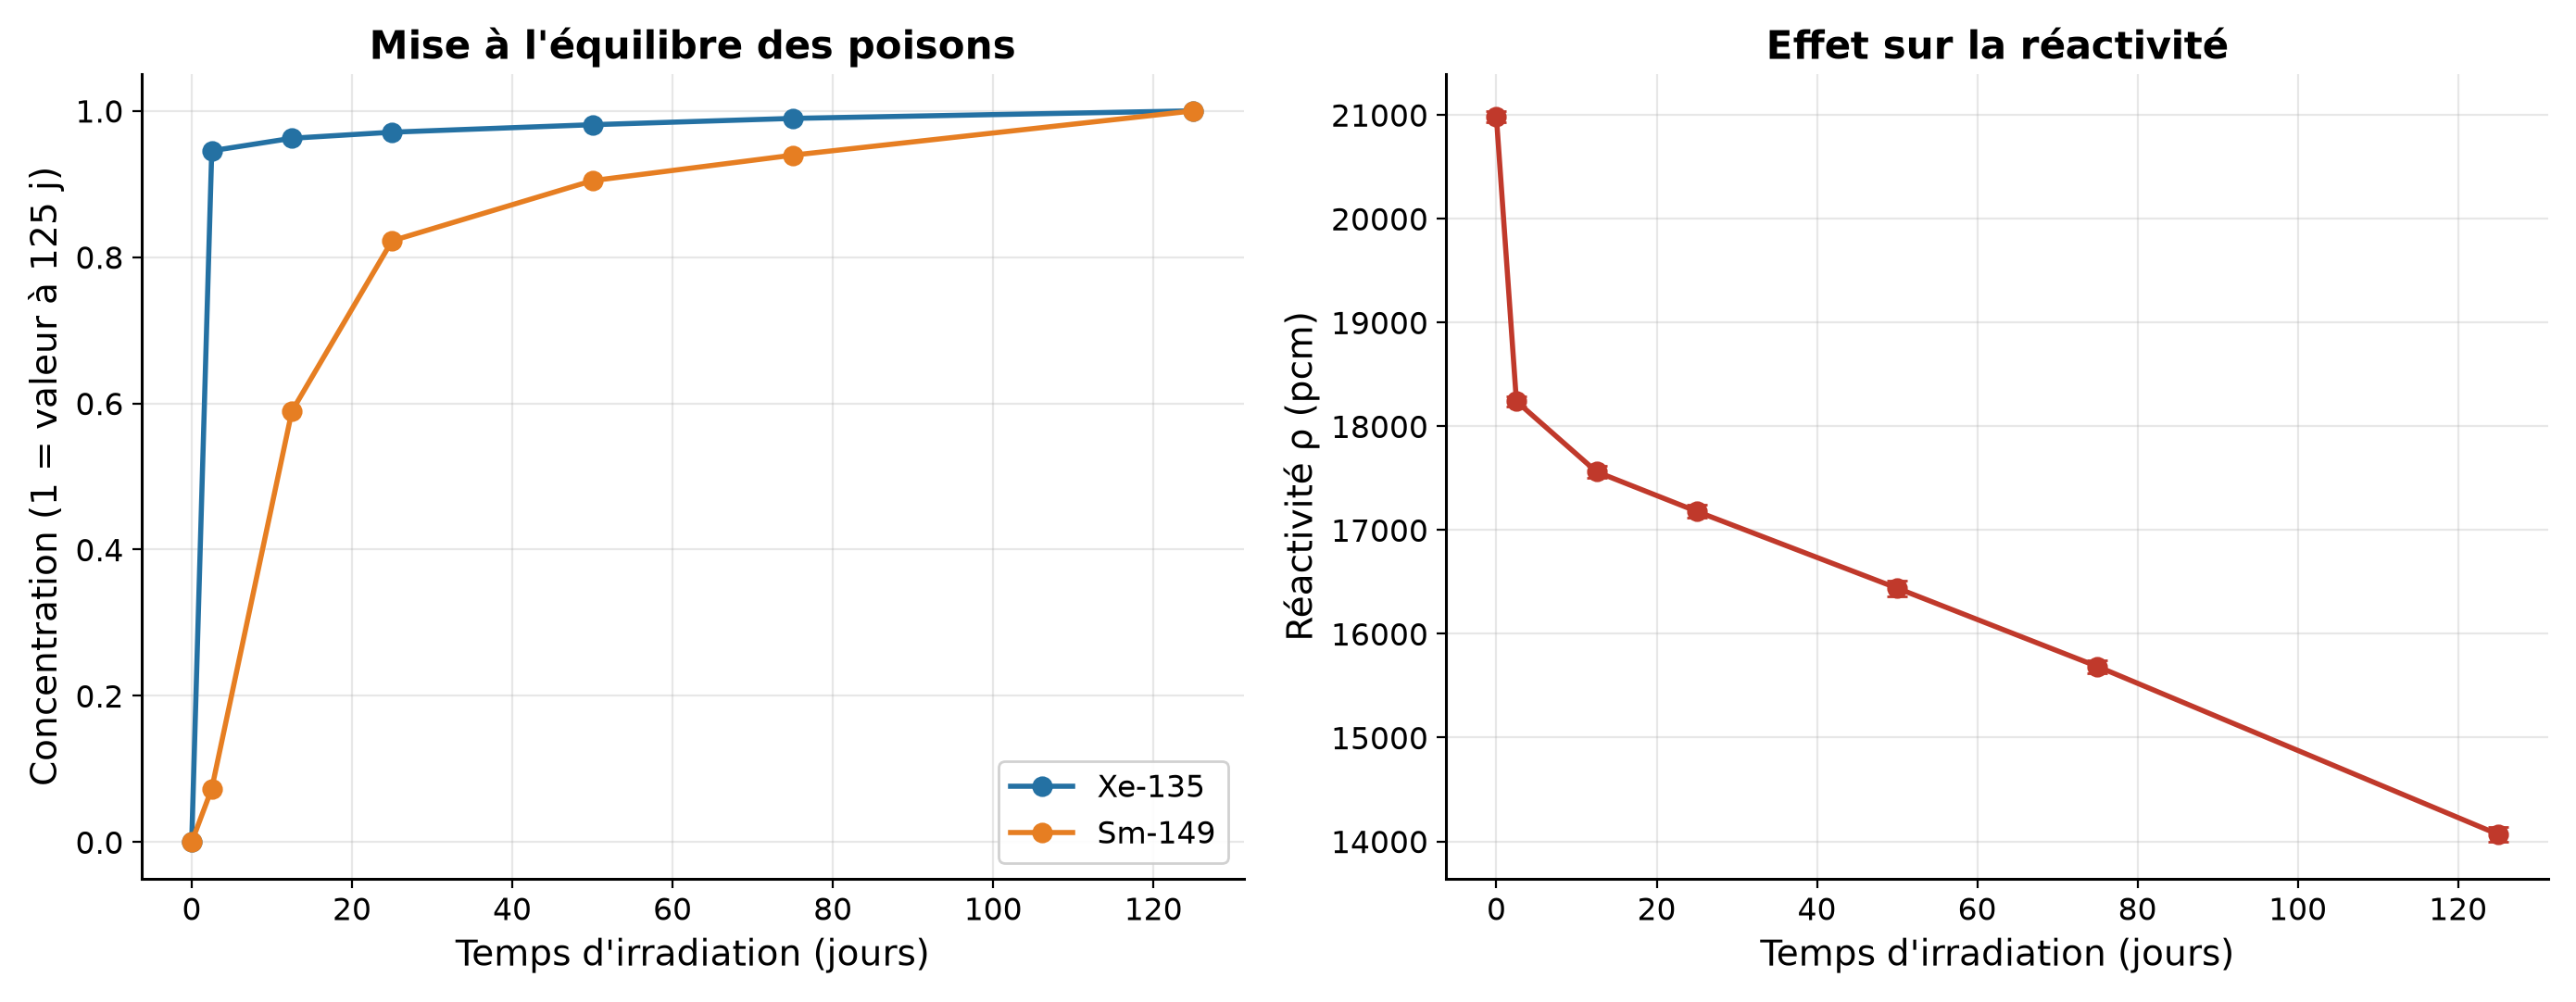 Mise à l'équilibre des poisons
Concentration (1 = valeur à 125 j)
1.0
0.8
0.6
0.4
0.2
0.0
0 20 40 60 80 100 120
Temps d'irradiation (jours)
Xe-135
Sm-149
Effet sur la réactivité
Réactivité ρ (pcm)
21000
20000
19000
18000
17000
16000
15000
14000
0 20 40 60 80 100 120
Temps d'irradiation (jours)